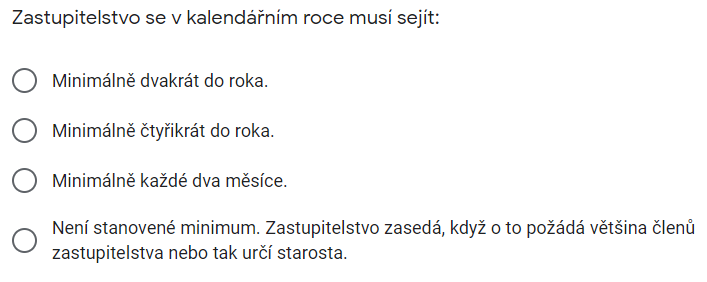 Zastupitelstvo se v kalendářním roce musí sejít:
Minimálně dvakrát do roka.
Minimálně čtyřikrát do roka.
Minimálně každé dva měsíce.
Není stanovené minimum. Zastupitelstvo zasedá, když o to požádá většina členů
zastupitelstva nebo tak určí starosta.